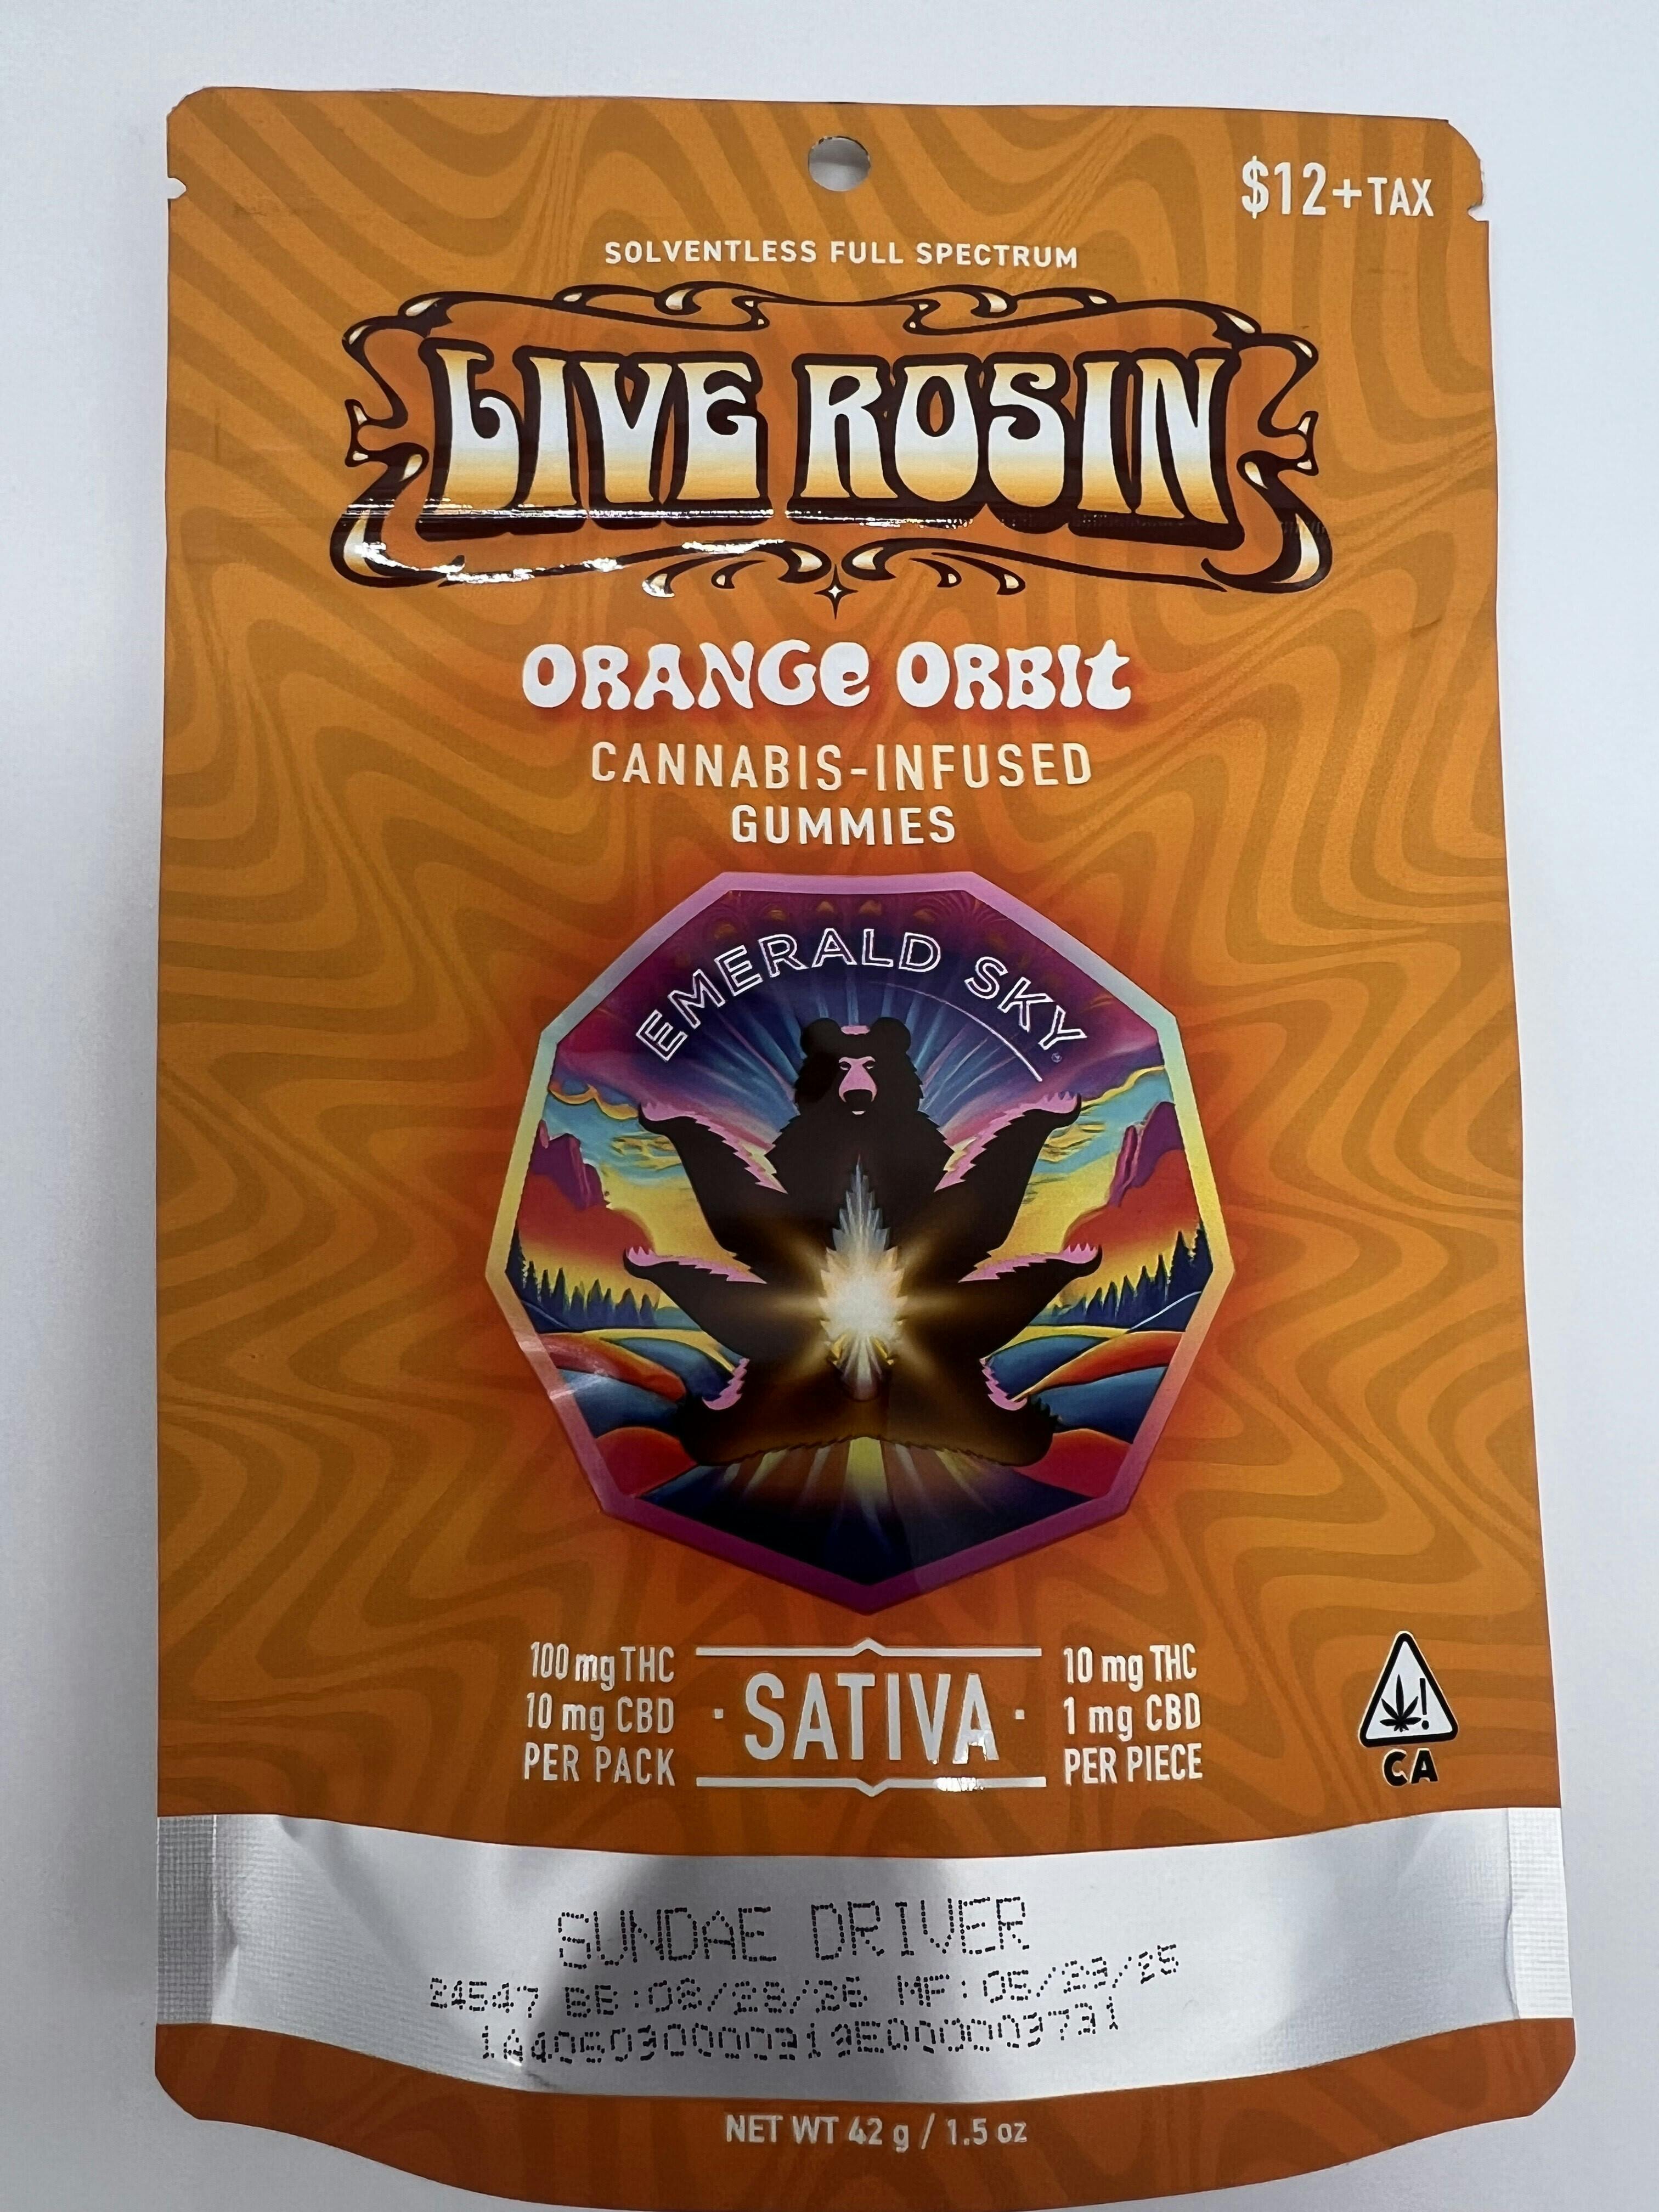 $12+TAX
SOLVENTLESS FULL SPECTRUM
LIVE ROSIN
ORANGE ORBIT
CANNABIS-INFUSED
GUMMIES
EMERALD SKY
100 mg THC
10 mg CBD
PER PACK
· SATIVA ·
10 mg THC
1 mg CBD
PER PIECE
!
CA
SUNDAE DRIVER
24547 BB:08/28/26 MF:05/29/25
NET WT 42 g / 1.5 oz